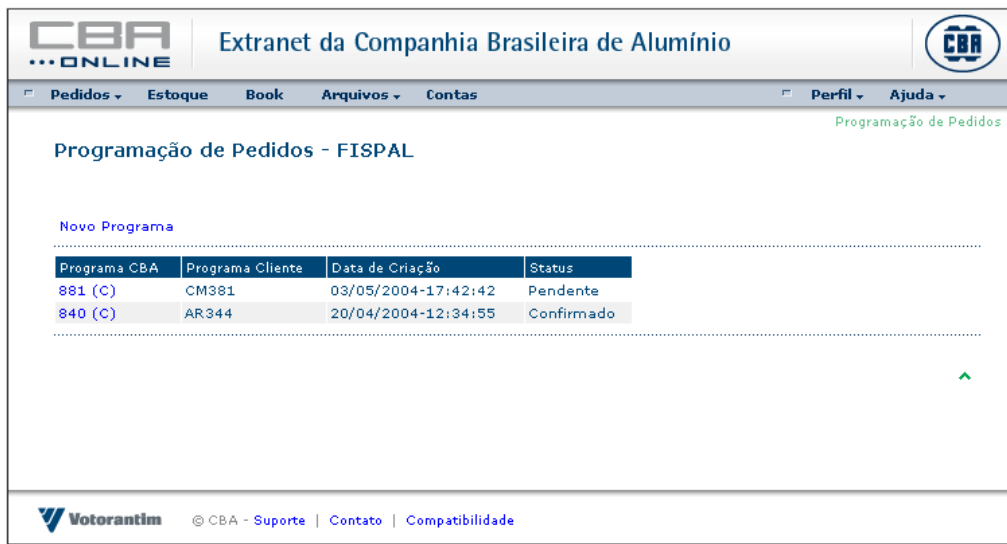 CBA
...ONLINE
Extranet da Companhia Brasileira de Alumínio
CBA
Pedidos Estoque Book Arquivos Contas Perfil Ajuda
Programação de Pedidos
Programação de Pedidos - FISPAL
Novo Programa
Programa CBA Programa Cliente Data de Criação Status
881 (C) CM381 03/05/2004-17:42:42 Pendente
840 (C) AR344 20/04/2004-12:34:55 Confirmado
Votorantim © CBA - Suporte | Contato | Compatibilidade